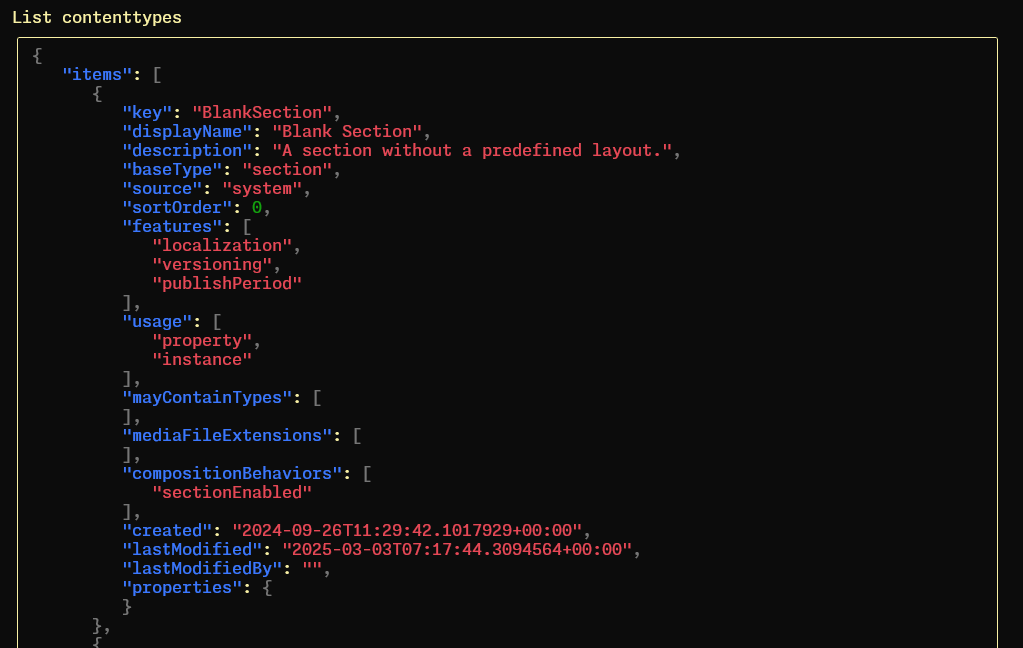 List contenttypes
{
"items": [
{
"key": "BlankSection",
"displayName": "Blank Section",
"description": "A section without a predefined layout.",
"baseType": "section",
"source": "system",
"sortOrder": 0,
"features": [
"localization",
"versioning",
"publishPeriod"
],
"usage": [
"property",
"instance"
],
"mayContainTypes": [
],
"mediaFileExtensions": [
],
"compositionBehaviors": [
"sectionEnabled"
],
"created": "2024-09-26T11:29:42.1017929+00:00",
"lastModified": "2025-03-03T07:17:44.3094564+00:00",
"lastModifiedBy": "",
"properties": {
}
},
{